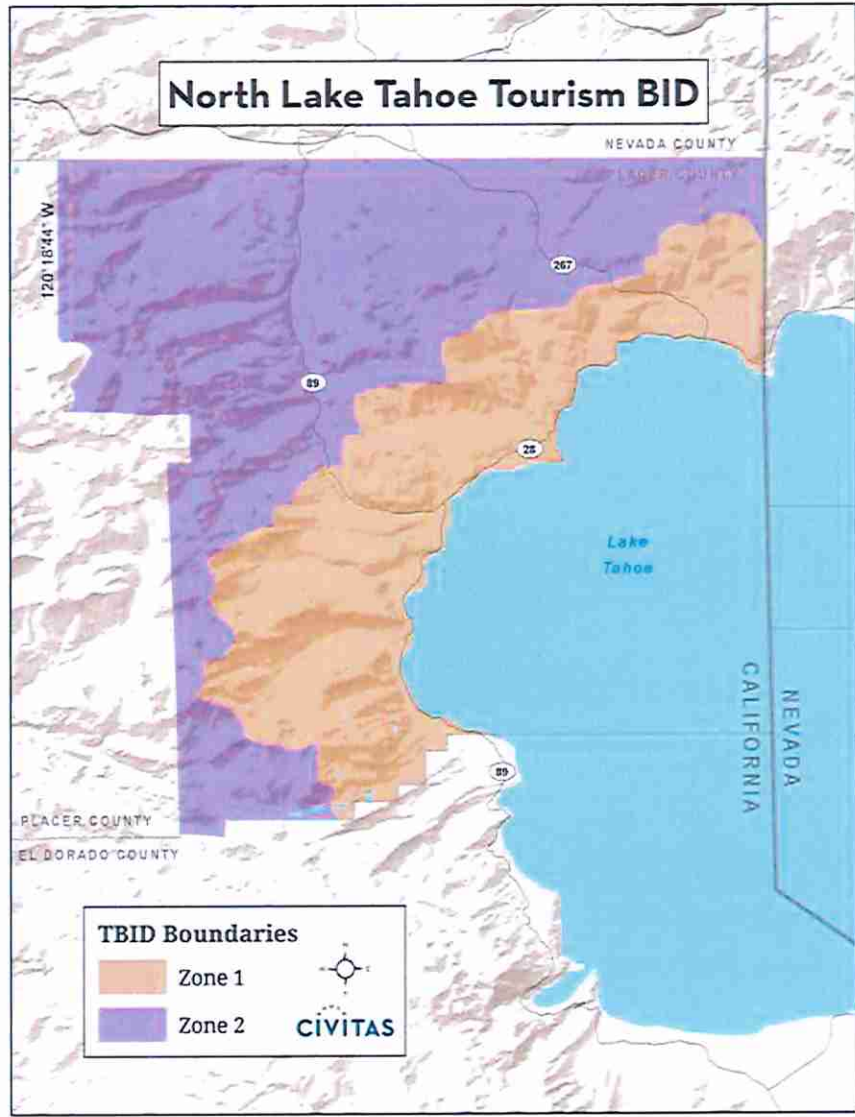 North Lake Tahoe Tourism BID
NEVADA COUNTY
PLACER COUNTY
120°18'44" W
267
89
28
Lake
Tahoe
CALIFORNIA
NEVADA
89
PLACER COUNTY
EL DORADO COUNTY
TBID Boundaries
Zone 1
Zone 2
N
CIVITAS